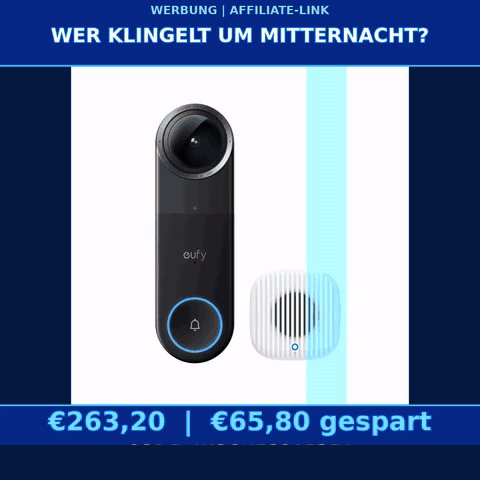 WERBUNG | AFFILIATE-LINK
WER KLINGELT UM MITTERNACHT?
eufy
€263,20 | €65,80 gespart